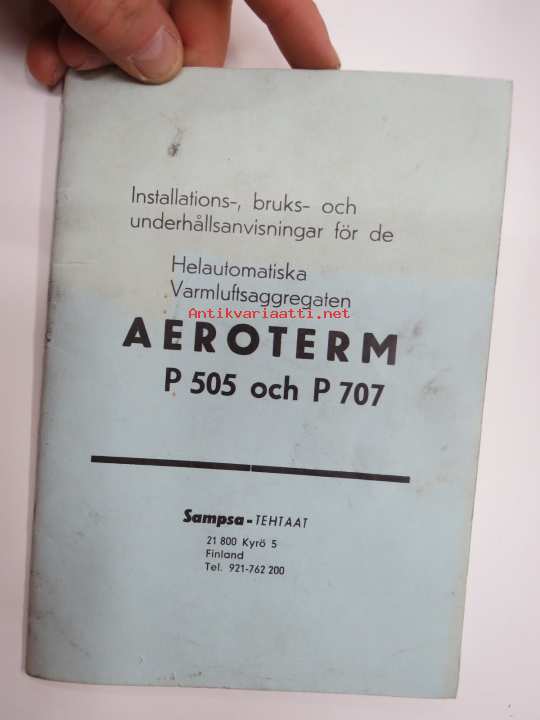 Installations-, bruks- och
underhållsanvisningar för de
Helautomatiska
Varmluftsaggregaten
Antikvariaatti.net
AEROTERM
P 505 och P 707
Sampsa-TEHTAAT
21 800 Kyrö 5
Finland
Tel. 921-762 200